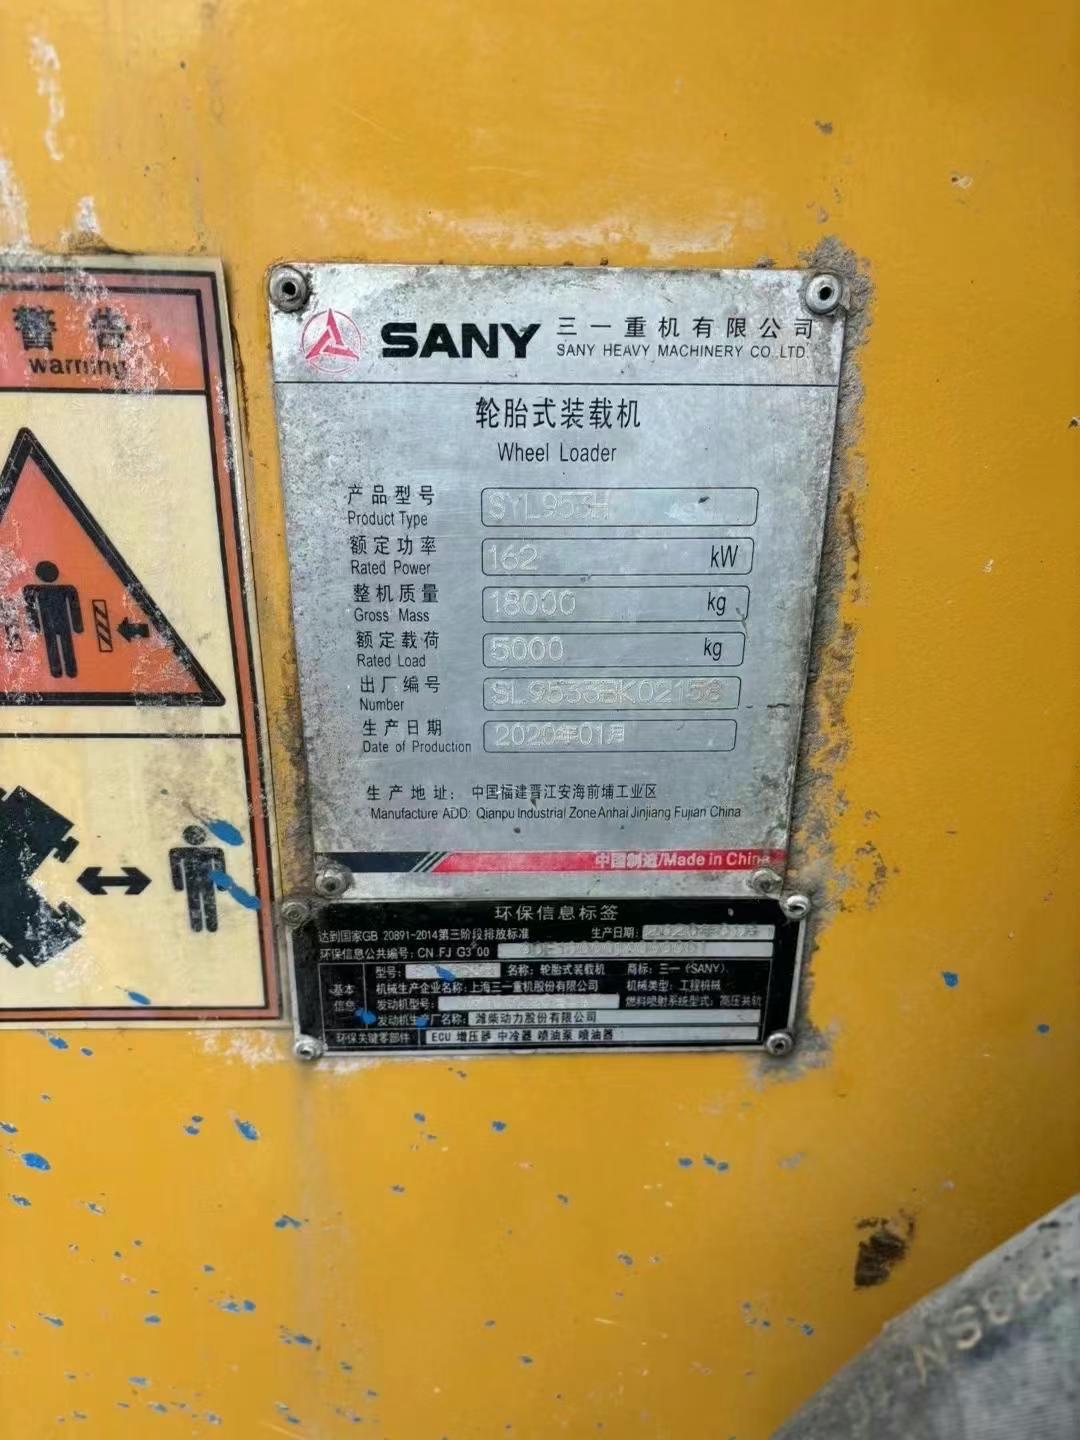 警告
warning
SANY 三一重机有限公司
SANY HEAVY MACHINERY CO.,LTD.
轮胎式装载机
Wheel Loader
产品型号 SYL953H
Product Type
额定功率 162 kW
Rated Power
整机质量 18000 kg
Gross Mass
额定载荷 5000 kg
Rated Load
出厂编号
Number
生产日期 2020年01月
Date of Production
生产地址: 中国福建晋江安海前埔工业区
Manufacture ADD: Qianpu Industrial Zone Anhai Jinjiang Fujian China
中国制造/Made in China
环保信息标签
达到国家GB 20891-2014第三阶段排放标准 生产日期:
环保信息公共编号: CN FJ G3 00
基本信息
型号: 名称: 轮胎式装载机 商标: 三一(SANY)
机械生产企业名称: 上海三一重机股份有限公司 机械类型: 工程机械
发动机型号: 燃料喷射系统型式: 高压共轨
发动机生产厂名称: 潍柴动力股份有限公司
环保关键零部件 ECU 增压器 中冷器 喷油泵 喷油器